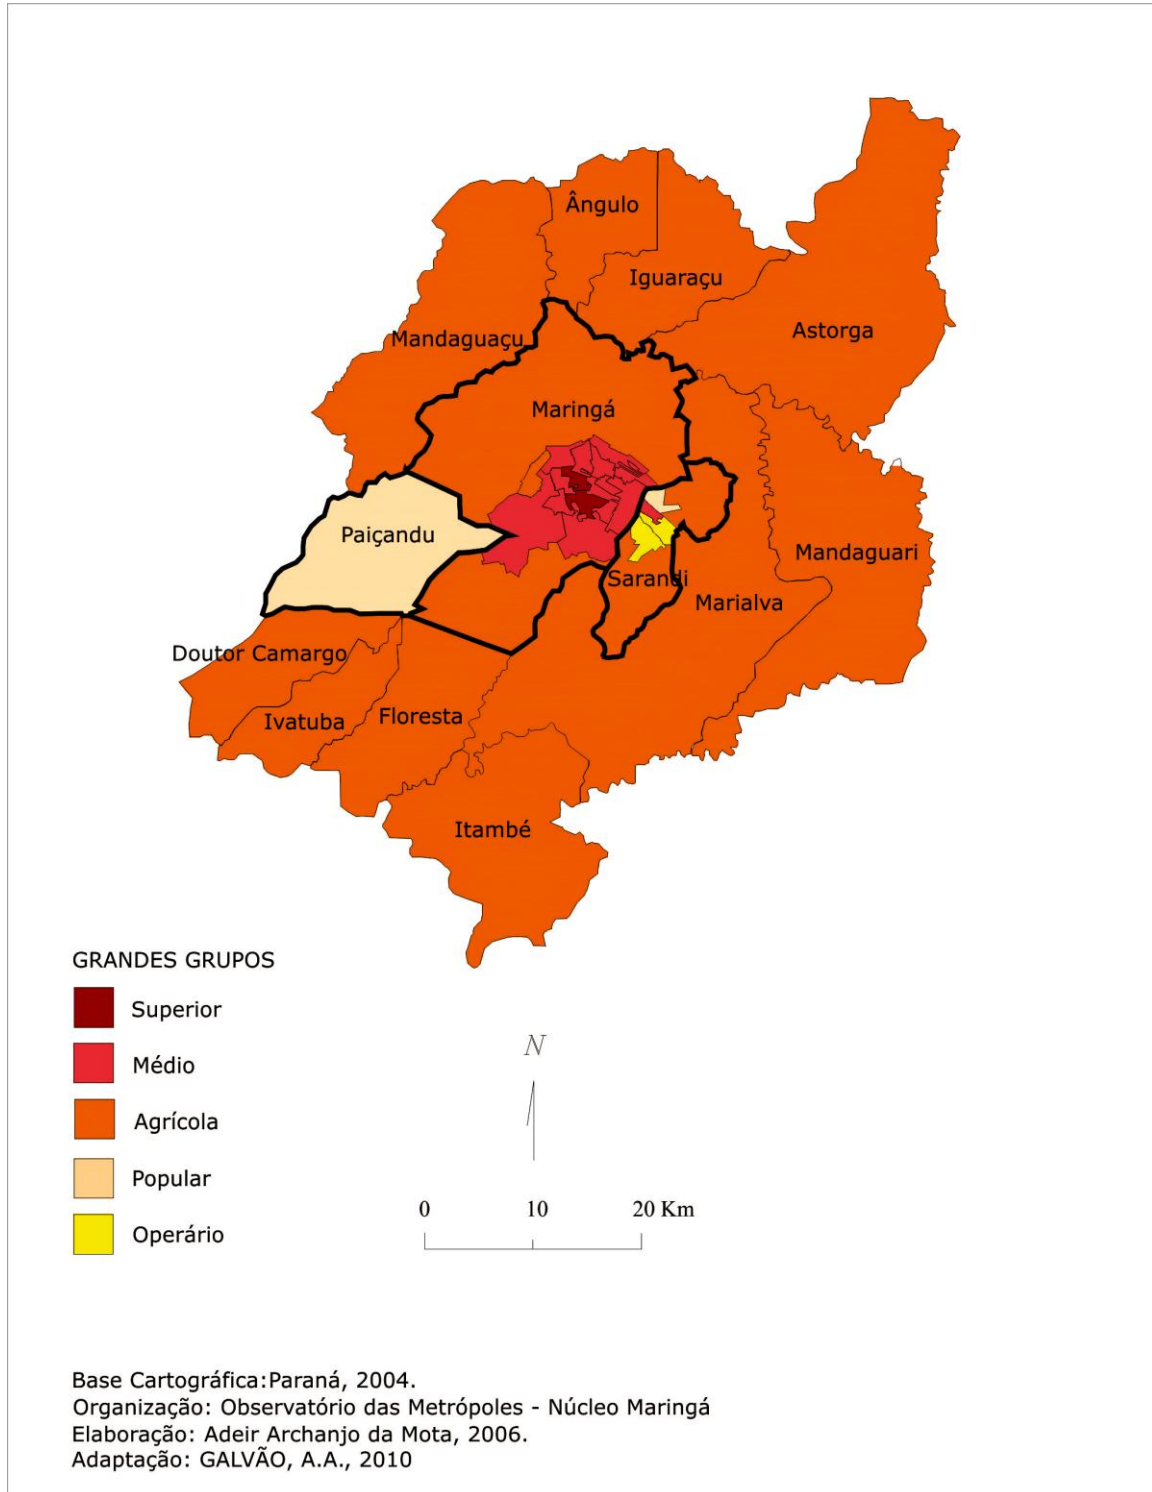 Ângulo
Iguaraçu
Astorga
Mandaguaçu
Maringá
Paiçandu
Mandaguari
Sarandi
Marialva
Doutor Camargo
Ivatuba
Floresta
Itambé
GRANDES GRUPOS
Superior
Médio
Agrícola
Popular
Operário
N
0 10 20 Km
Base Cartográfica:Paraná, 2004.
Organização: Observatório das Metrópoles - Núcleo Maringá
Elaboração: Adeir Archanjo da Mota, 2006.
Adaptação: GALVÃO, A.A., 2010